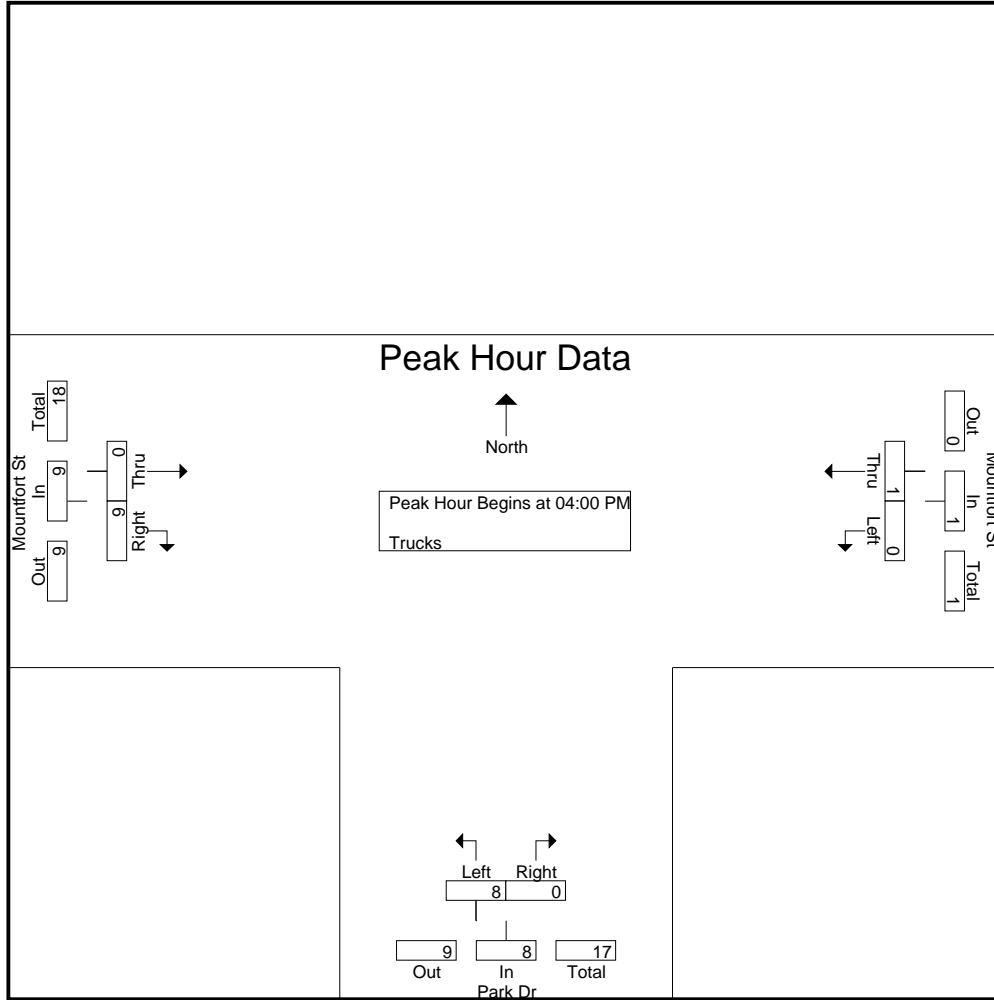 Peak Hour Data
North
Peak Hour Begins at 04:00 PM
Trucks
Mountfort St
Total
18
In
9
Out
9
0
Thru
9
Right
Out
0
In
1
Total
1
Mountfort St
Thru
1
Left
0
Left
Right
8
0
9
8
17
Out
In
Total
Park Dr